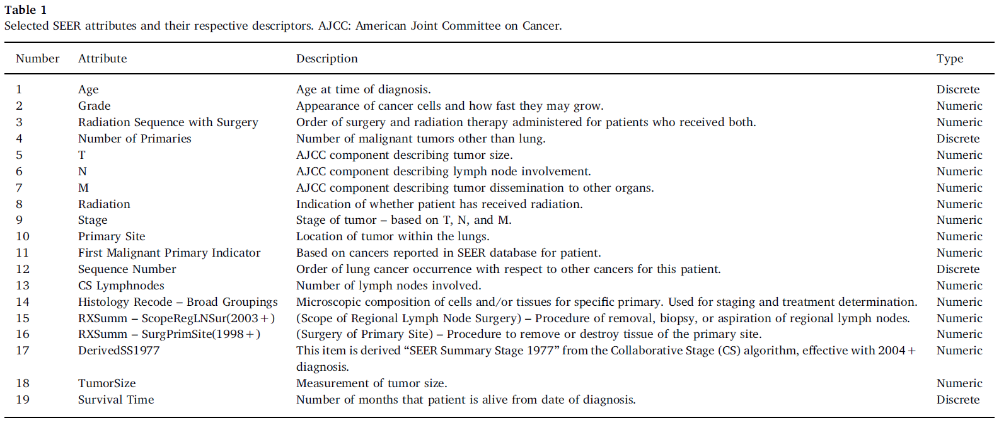 Table 1
Selected SEER attributes and their respective descriptors. AJCC: American Joint Committee on Cancer.
Number Attribute Description Type
1 Age Age at time of diagnosis. Discrete
2 Grade Appearance of cancer cells and how fast they may grow. Numeric
3 Radiation Sequence with Surgery Order of surgery and radiation therapy administered for patients who received both. Numeric
4 Number of Primaries Number of malignant tumors other than lung. Discrete
5 T AJCC component describing tumor size. Numeric
6 N AJCC component describing lymph node involvement. Numeric
7 M AJCC component describing tumor dissemination to other organs. Numeric
8 Radiation Indication of whether patient has received radiation. Numeric
9 Stage Stage of tumor – based on T, N, and M. Numeric
10 Primary Site Location of tumor within the lungs. Numeric
11 First Malignant Primary Indicator Based on cancers reported in SEER database for patient. Numeric
12 Sequence Number Order of lung cancer occurrence with respect to other cancers for this patient. Discrete
13 CS Lymphnodes Number of lymph nodes involved. Numeric
14 Histology Recode – Broad Groupings Microscopic composition of cells and/or tissues for specific primary. Used for staging and treatment determination. Numeric
15 RXSumm – ScopeRegLNSur(2003+) (Scope of Regional Lymph Node Surgery) – Procedure of removal, biopsy, or aspiration of regional lymph nodes. Numeric
16 RXSumm – SurgPrimSite(1998+) (Surgery of Primary Site) – Procedure to remove or destroy tissue of the primary site. Numeric
17 DerivedSS1977 This item is derived “SEER Summary Stage 1977” from the Collaborative Stage (CS) algorithm, effective with 2004+ Numeric
diagnosis.
18 TumorSize Measurement of tumor size. Numeric
19 Survival Time Number of months that patient is alive from date of diagnosis. Discrete